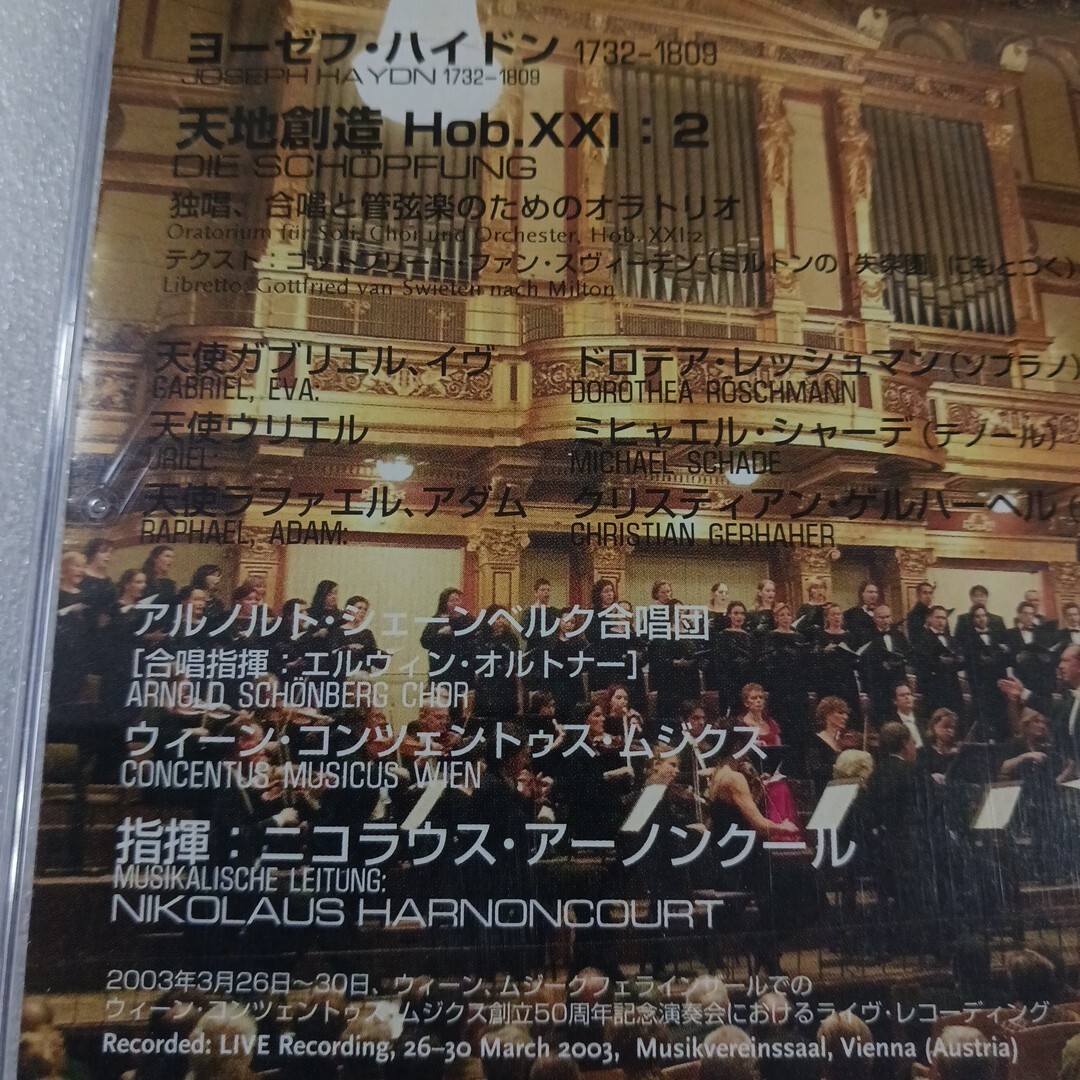 ヨーゼフ・ハイドン 1732-1809
JOSEPH HAYDN 1732-1809
天地創造 Hob.XXI:2
DIE SCHÖPFUNG
独唱、合唱と管弦楽のためのオラトリオ
Oratorium für Soli, Chor und Orchester, Hob. XXI:2
テクスト:ゴットフリート・ファン・スヴィーテン(ミルトンの「失楽園」にもとづく)
Libretto: Gottfried van Swieten nach Milton
天使ガブリエル、イヴ ドロテア・レッシュマン(ソプラノ)
GABRIEL, EVA: DOROTHEA RÖSCHMANN
天使ウリエル ミヒャエル・シャーデ(テノール)
URIEL: MICHAEL SCHADE
天使ラファエル、アダム クリスティアン・ゲルハーヘル(
RAPHAEL, ADAM: CHRISTIAN GERHAHER
アルノルト・シェーンベルク合唱団
[合唱指揮:エルヴィン・オルトナー]
ARNOLD SCHÖNBERG CHOR
ウィーン・コンツェントゥス・ムジクス
CONCENTUS MUSICUS WIEN
指揮:ニコラウス・アーノンクール
MUSIKALISCHE LEITUNG:
NIKOLAUS HARNONCOURT
2003年3月26日~30日、ウィーン、ムジークフェラインザールでの
ウィーン・コンツェントゥス・ムジクス創立50周年記念演奏会におけるライヴ・レコーディング
Recorded: LIVE Recording, 26–30 March 2003, Musikvereinssaal, Vienna (Austria)